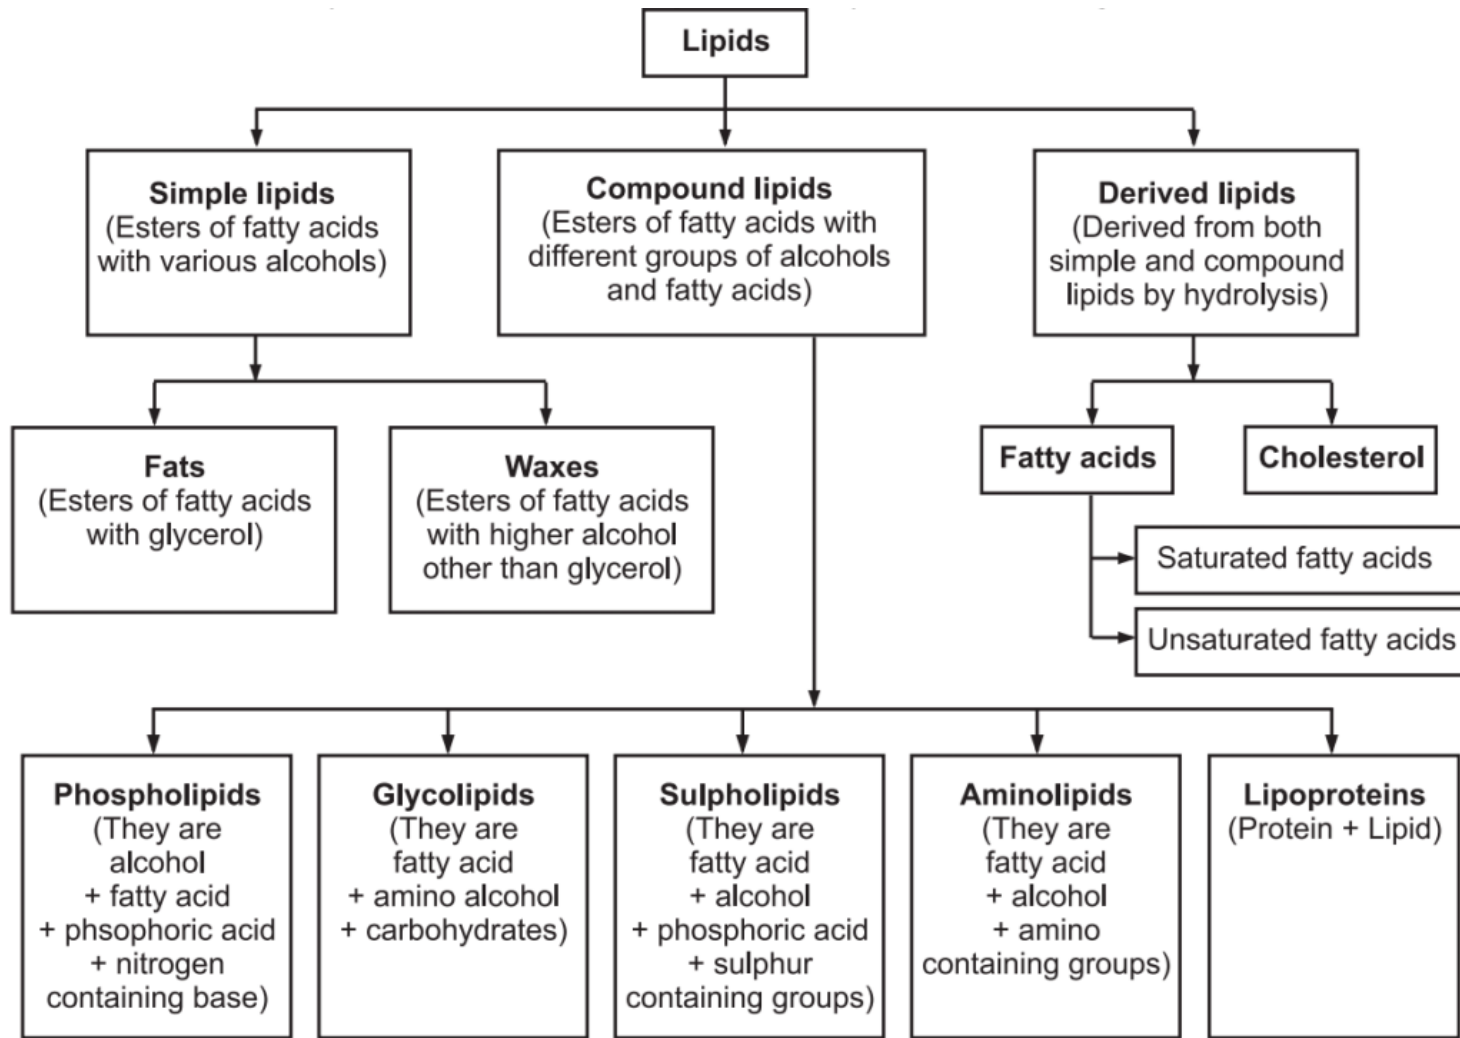 Lipids
Simple lipids
(Esters of fatty acids
with various alcohols)
Compound lipids
(Esters of fatty acids with
different groups of alcohols
and fatty acids)
Derived lipids
(Derived from both
simple and compound
lipids by hydrolysis)
Fats
(Esters of fatty acids
with glycerol)
Waxes
(Esters of fatty acids
with higher alcohol
other than glycerol)
Fatty acids
Cholesterol
Saturated fatty acids
Unsaturated fatty acids
Phospholipids
(They are
alcohol
+ fatty acid
+ phsophoric acid
+ nitrogen
containing base)
Glycolipids
(They are
fatty acid
+ amino alcohol
+ carbohydrates)
Sulpholipids
(They are
fatty acid
+ alcohol
+ phosphoric acid
+ sulphur
containing groups)
Aminolipids
(They are
fatty acid
+ alcohol
+ amino
containing groups)
Lipoproteins
(Protein + Lipid)